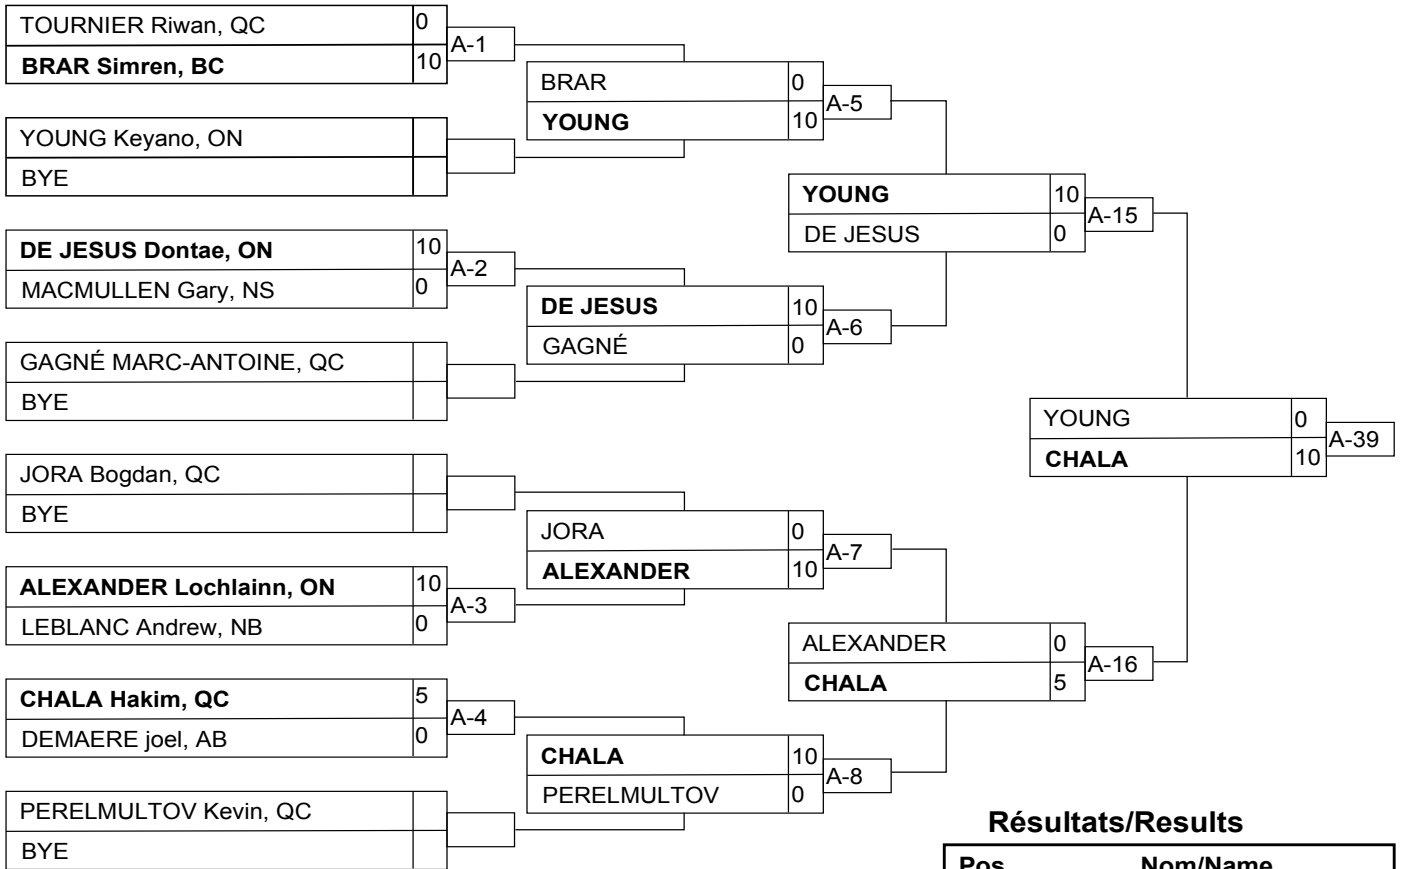 TOURNIER Riwan, QC 0
BRAR Simren, BC 10
A-1
YOUNG Keyano, ON
BYE
DE JESUS Dontae, ON 10
MACMULLEN Gary, NS 0
A-2
GAGNÉ MARC-ANTOINE, QC
BYE
JORA Bogdan, QC
BYE
ALEXANDER Lochlainn, ON 10
LEBLANC Andrew, NB 0
A-3
CHALA Hakim, QC 5
DEMAERE joel, AB 0
A-4
PERELMULTOV Kevin, QC
BYE
BRAR 0
YOUNG 10
A-5
DE JESUS 10
GAGNÉ 0
A-6
JORA 0
ALEXANDER 10
A-7
CHALA 10
PERELMULTOV 0
A-8
YOUNG 10
DE JESUS 0
A-15
ALEXANDER 0
CHALA 5
A-16
YOUNG 0
CHALA 10
A-39
Résultats/Results
Pos Nom/Name